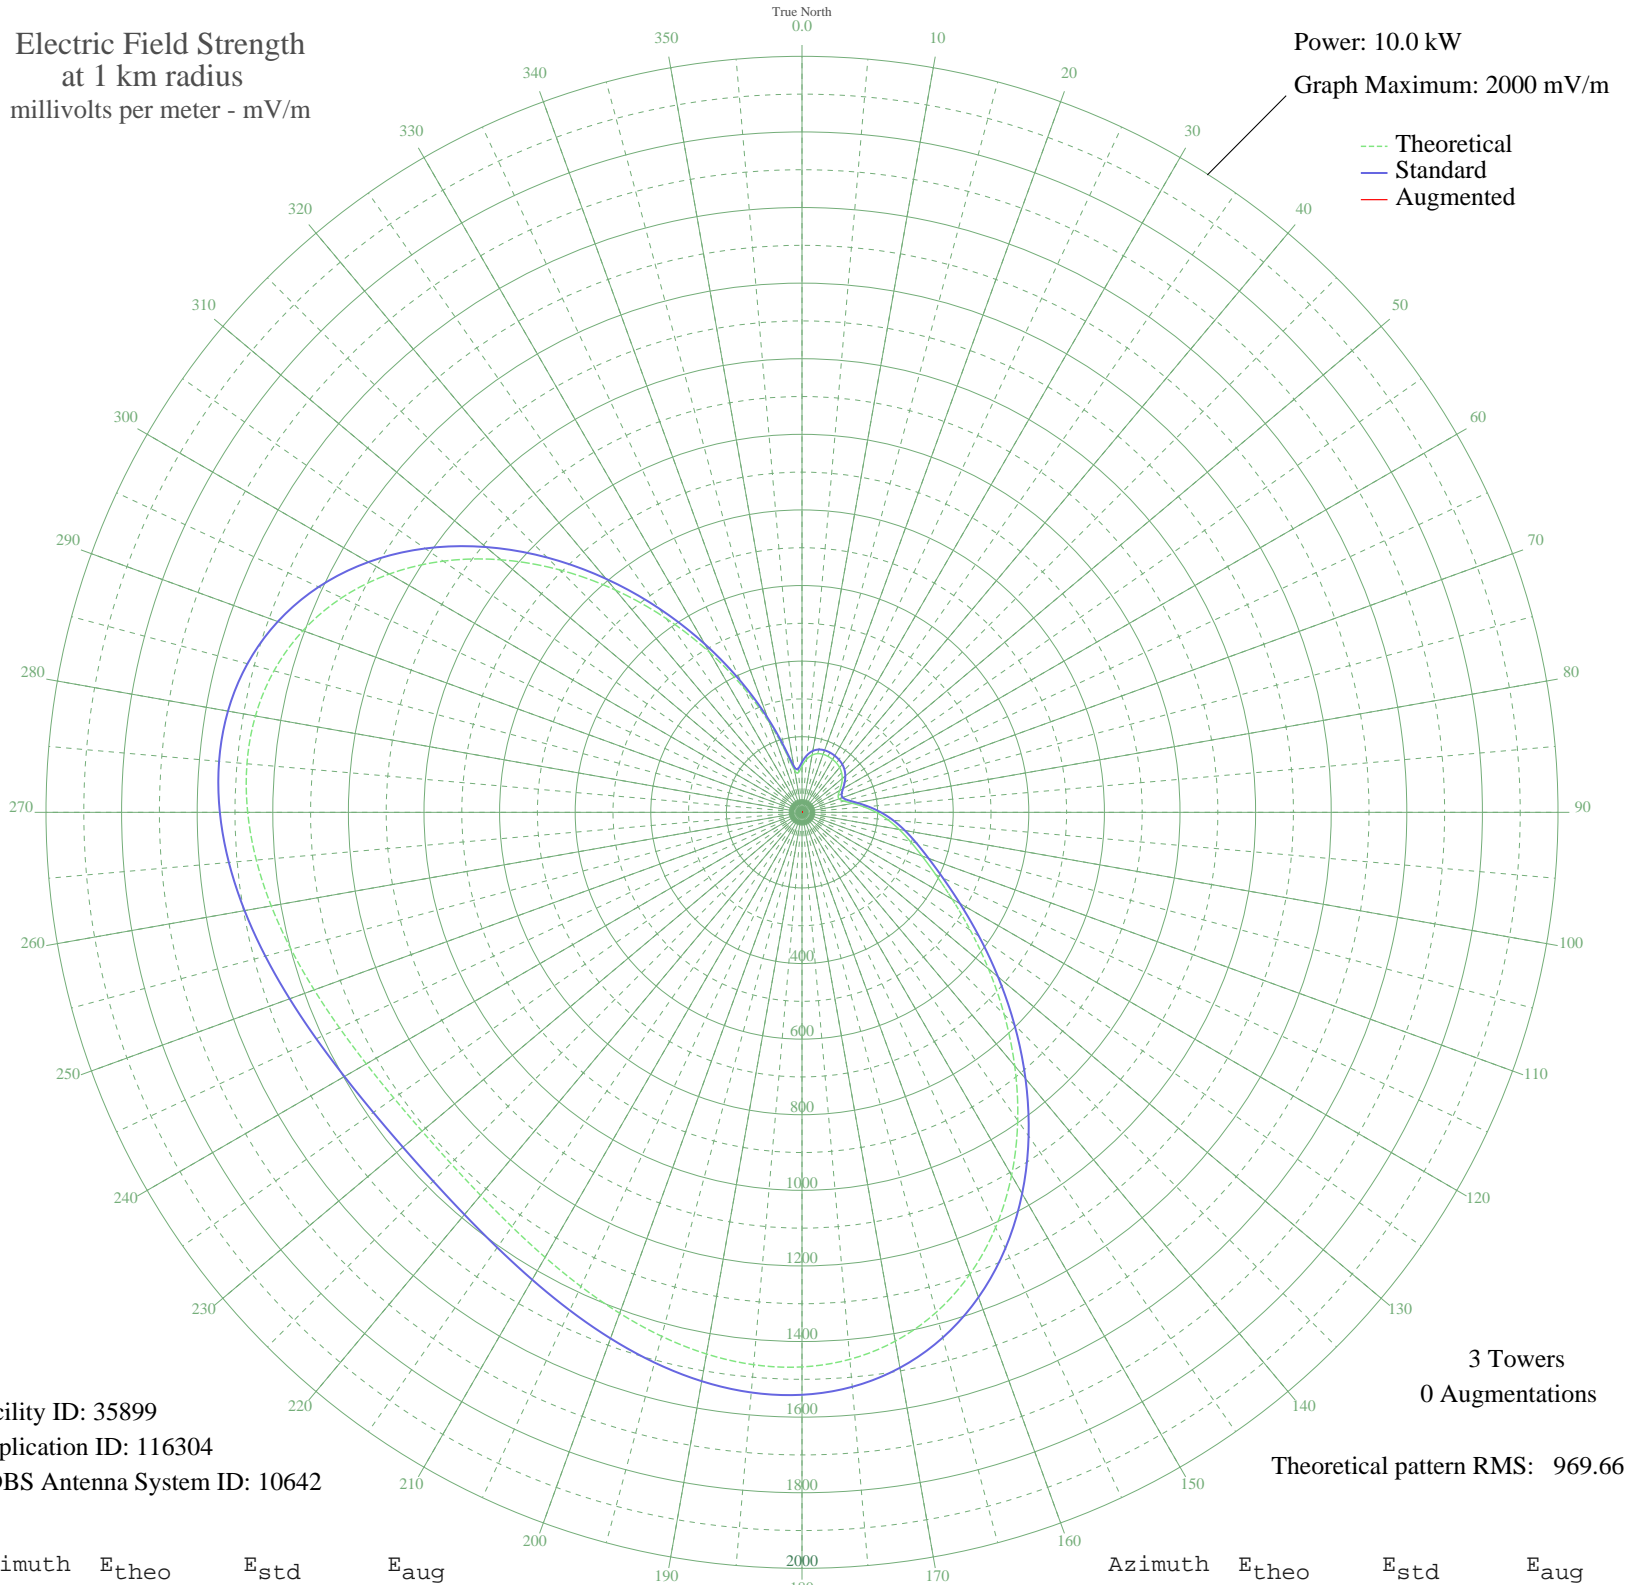 Electric Field Strength
at 1 km radius
millivolts per meter - mV/m
True North
0.0
10
20
30
40
50
60
70
80
90
100
110
120
130
140
150
160
170
190
200
210
220
230
240
250
260
270
280
290
300
310
320
330
340
350
Power: 10.0 kW
Graph Maximum: 2000 mV/m
Theoretical
Standard
Augmented
400
600
800
1000
1200
1400
1600
1800
2000
3 Towers
0 Augmentations
Theoretical pattern RMS: 969.66
cility ID: 35899
plication ID: 116304
DBS Antenna System ID: 10642
imuth Etheo Estd Eaug
Azimuth Etheo Estd Eaug